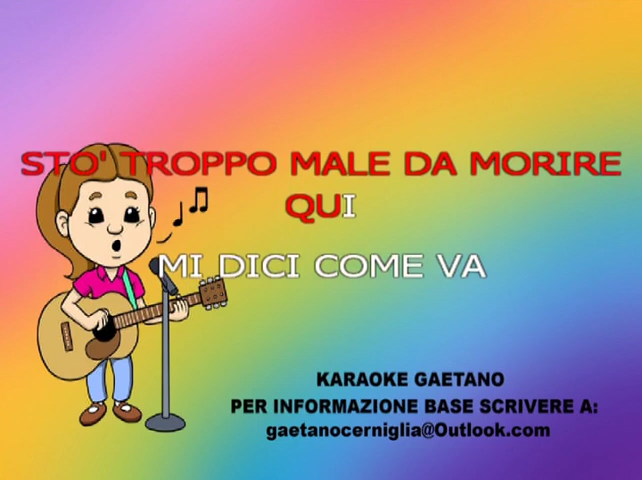 STO' TROPPO MALE DA MORIRE
QUI
MI DICI COME VA
KARAOKE GAETANO
PER INFORMAZIONE BASE SCRIVERE A:
gaetanocerniglia@Outlook.com